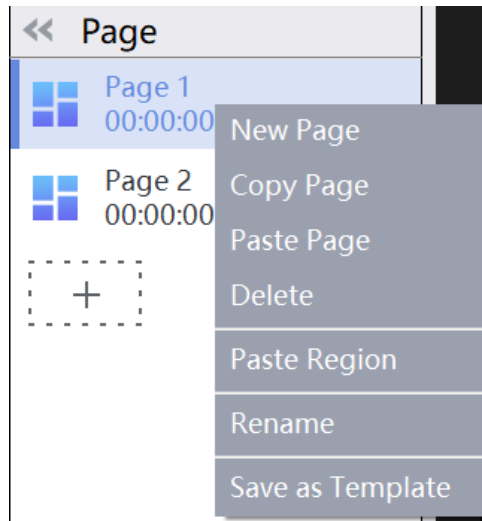 Page
Page 1
00:00:00
Page 2
00:00:00
New Page
Copy Page
Paste Page
Delete
Paste Region
Rename
Save as Template